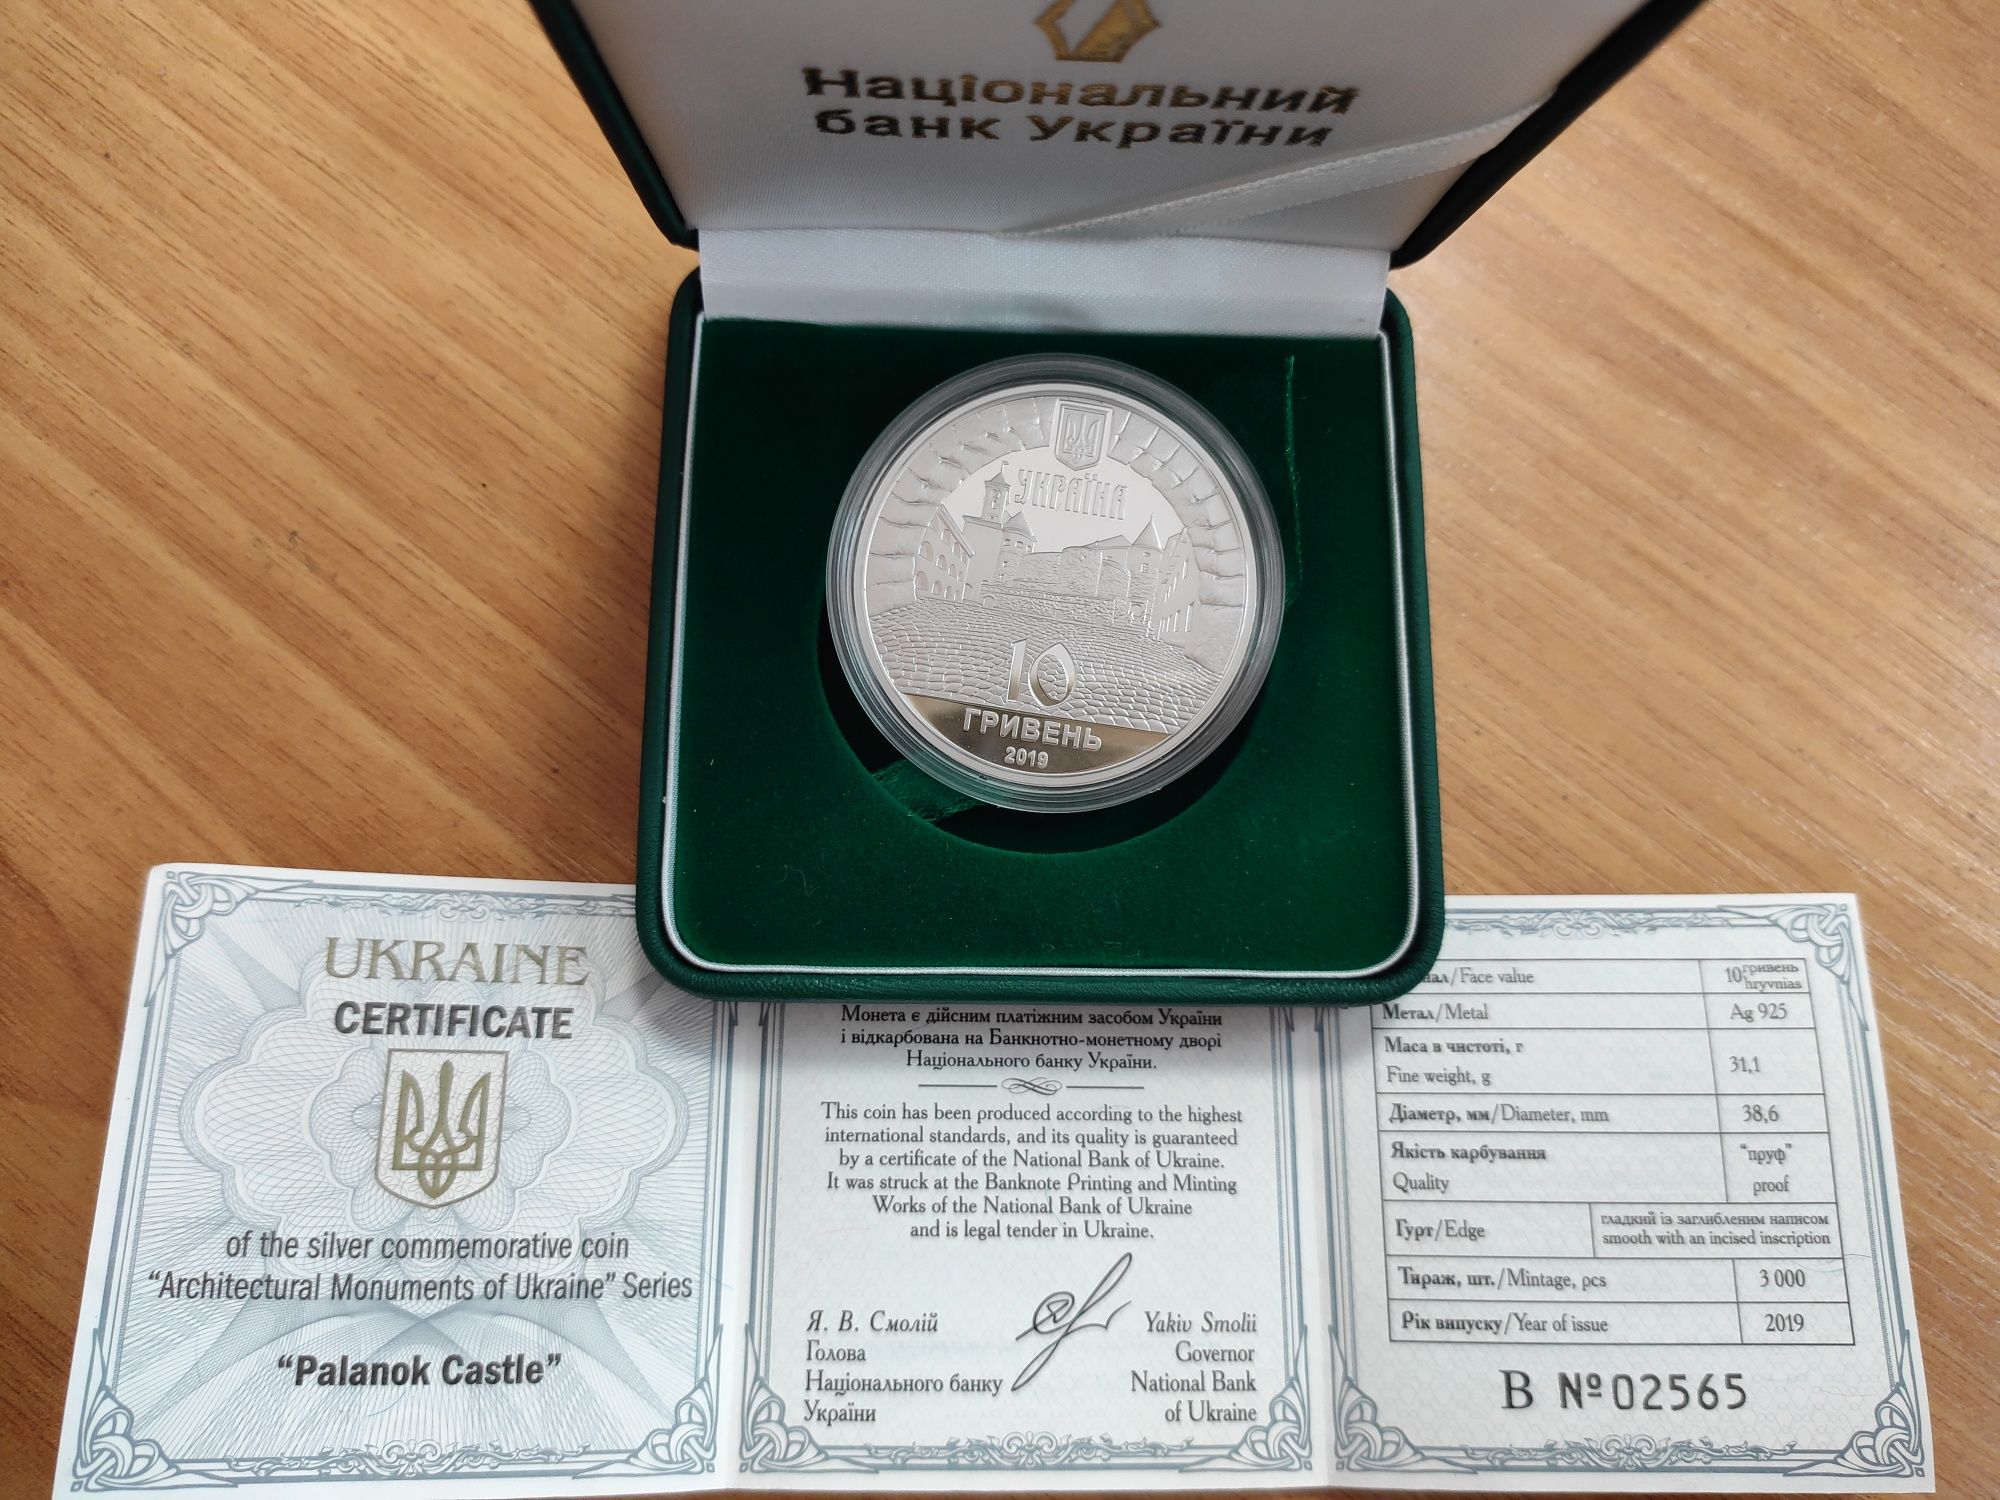 Національний
банк України
УКРАЇНА
10
ГРИВЕНЬ
2019
UKRAINE
CERTIFICATE
of the silver commemorative coin
“Architectural Monuments of Ukraine” Series
“Palanok Castle”
Монета є дійсним платіжним засобом України
і відкарбована на Банкнотно-монетному дворі
Національного банку України.
This coin has been produced according to the highest
international standards, and its quality is guaranteed
by a certificate of the National Bank of Ukraine.
It was struck at the Banknote Printing and Minting
Works of the National Bank of Ukraine
and is legal tender in Ukraine.
Я. В. Смолій
Голова
Національного банку
України
Yakiv Smolii
Governor
National Bank
of Ukraine
/Face value 10 гривень hryvnias
Метал/Metal Ag 925
Маса в чистоті, г
Fine weight, g 31,1
Діаметр, мм/Diameter, mm 38,6
Якість карбування “пруф”
Quality proof
Гурт/Edge гладкий із заглибленим написом
smooth with an incised inscription
Тираж, шт./Mintage, pcs 3 000
Рік випуску/Year of issue 2019
В №02565